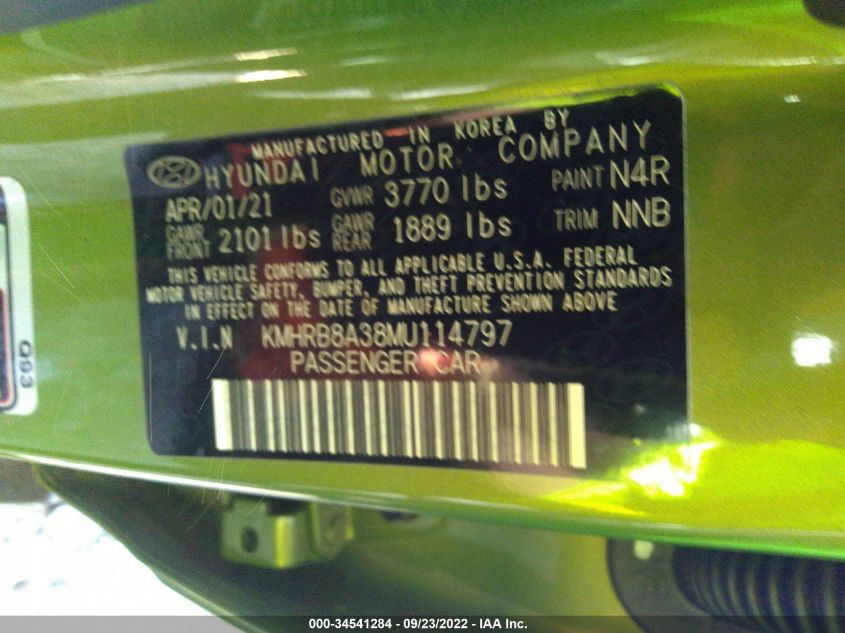 MANUFACTURED IN KOREA BY
HYUNDAI MOTOR COMPANY
APR/01/21 GVWR 3770 lbs PAINT N4R
GAWR FRONT 2101 lbs GAWR REAR 1889 lbs TRIM NNB
THIS VEHICLE CONFORMS TO ALL APPLICABLE U.S.A. FEDERAL
MOTOR VEHICLE SAFETY, BUMPER, AND THEFT PREVENTION STANDARDS
IN EFFECT ON THE DATE OF MANUFACTURE SHOWN ABOVE
V.I.N KMHRB8A38MU114797
PASSENGER CAR
Q93
000-34541284 - 09/23/2022 - IAA Inc.